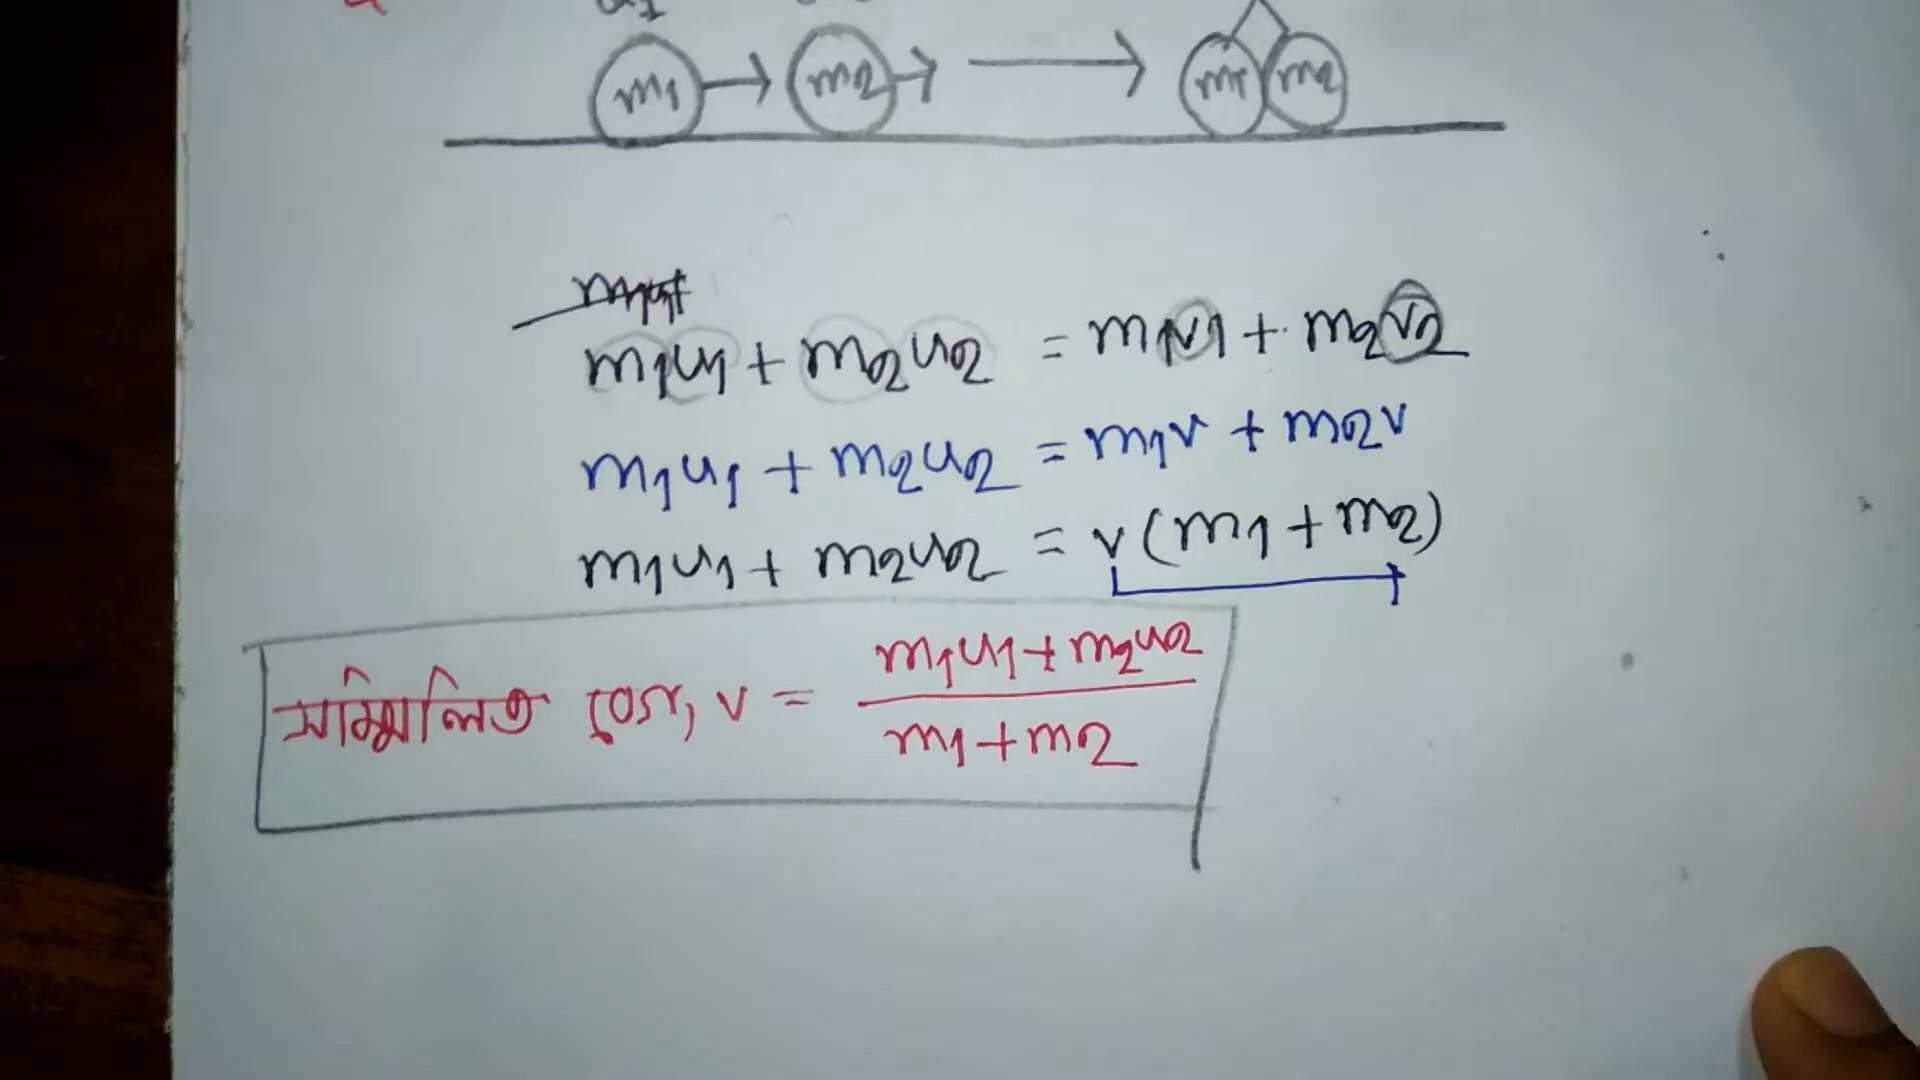 u1
m1 m2 m1 m2
m1u1 + m2u2 = m1v1 + m2v2
m1u1 + m2u2 = m1v + m2v
m1u1 + m2u2 = v(m1 + m2)
সম্মিলিত বেগ, v = m1u1 + m2u2
m1 + m2